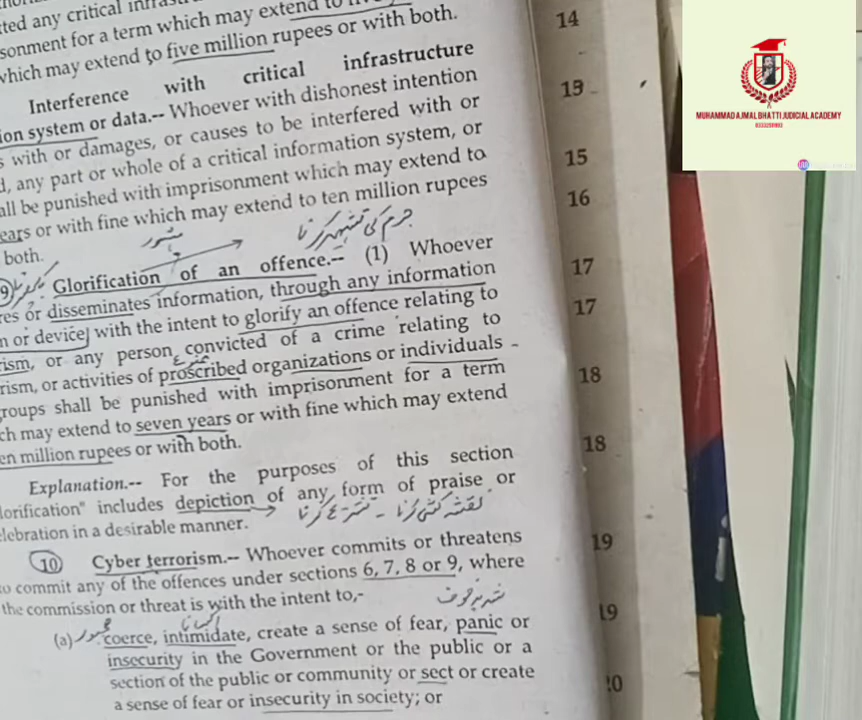 ted any critical
sonment for a term which may extend to
which may extend to five million rupees or with both.
Interference with critical infrastructure
ion system or data.-- Whoever with dishonest intention
s with or damages, or causes to be interfered with or
d, any part or whole of a critical information system, or
all be punished with imprisonment which may extend to
ears or with fine which may extend to ten million rupees
both.
جرم کی تشہیر کرنا
9) Glorification of an offence.-- (1) Whoever
res or disseminates information, through any information
n or device, with the intent to glorify an offence relating to
ism, or any person convicted of a crime relating to
rism, or activities of proscribed organizations or individuals
groups shall be punished with imprisonment for a term
ch may extend to seven years or with fine which may extend
en million rupees or with both.
Explanation.-- For the purposes of this section
lorification" includes depiction of any form of praise or
elebration in a desirable manner.
10 Cyber terrorism.-- Whoever commits or threatens
to commit any of the offences under sections 6, 7, 8 or 9, where
the commission or threat is with the intent to,-
شدید خوف
(a) coerce, intimidate, create a sense of fear, panic or
insecurity in the Government or the public or a
section of the public or community or sect or create
a sense of fear or insecurity in society; or
14
15
16
17
17
18
18
19
19
MUHAMMAD AJMAL BHATTI JUDICIAL ACADEMY